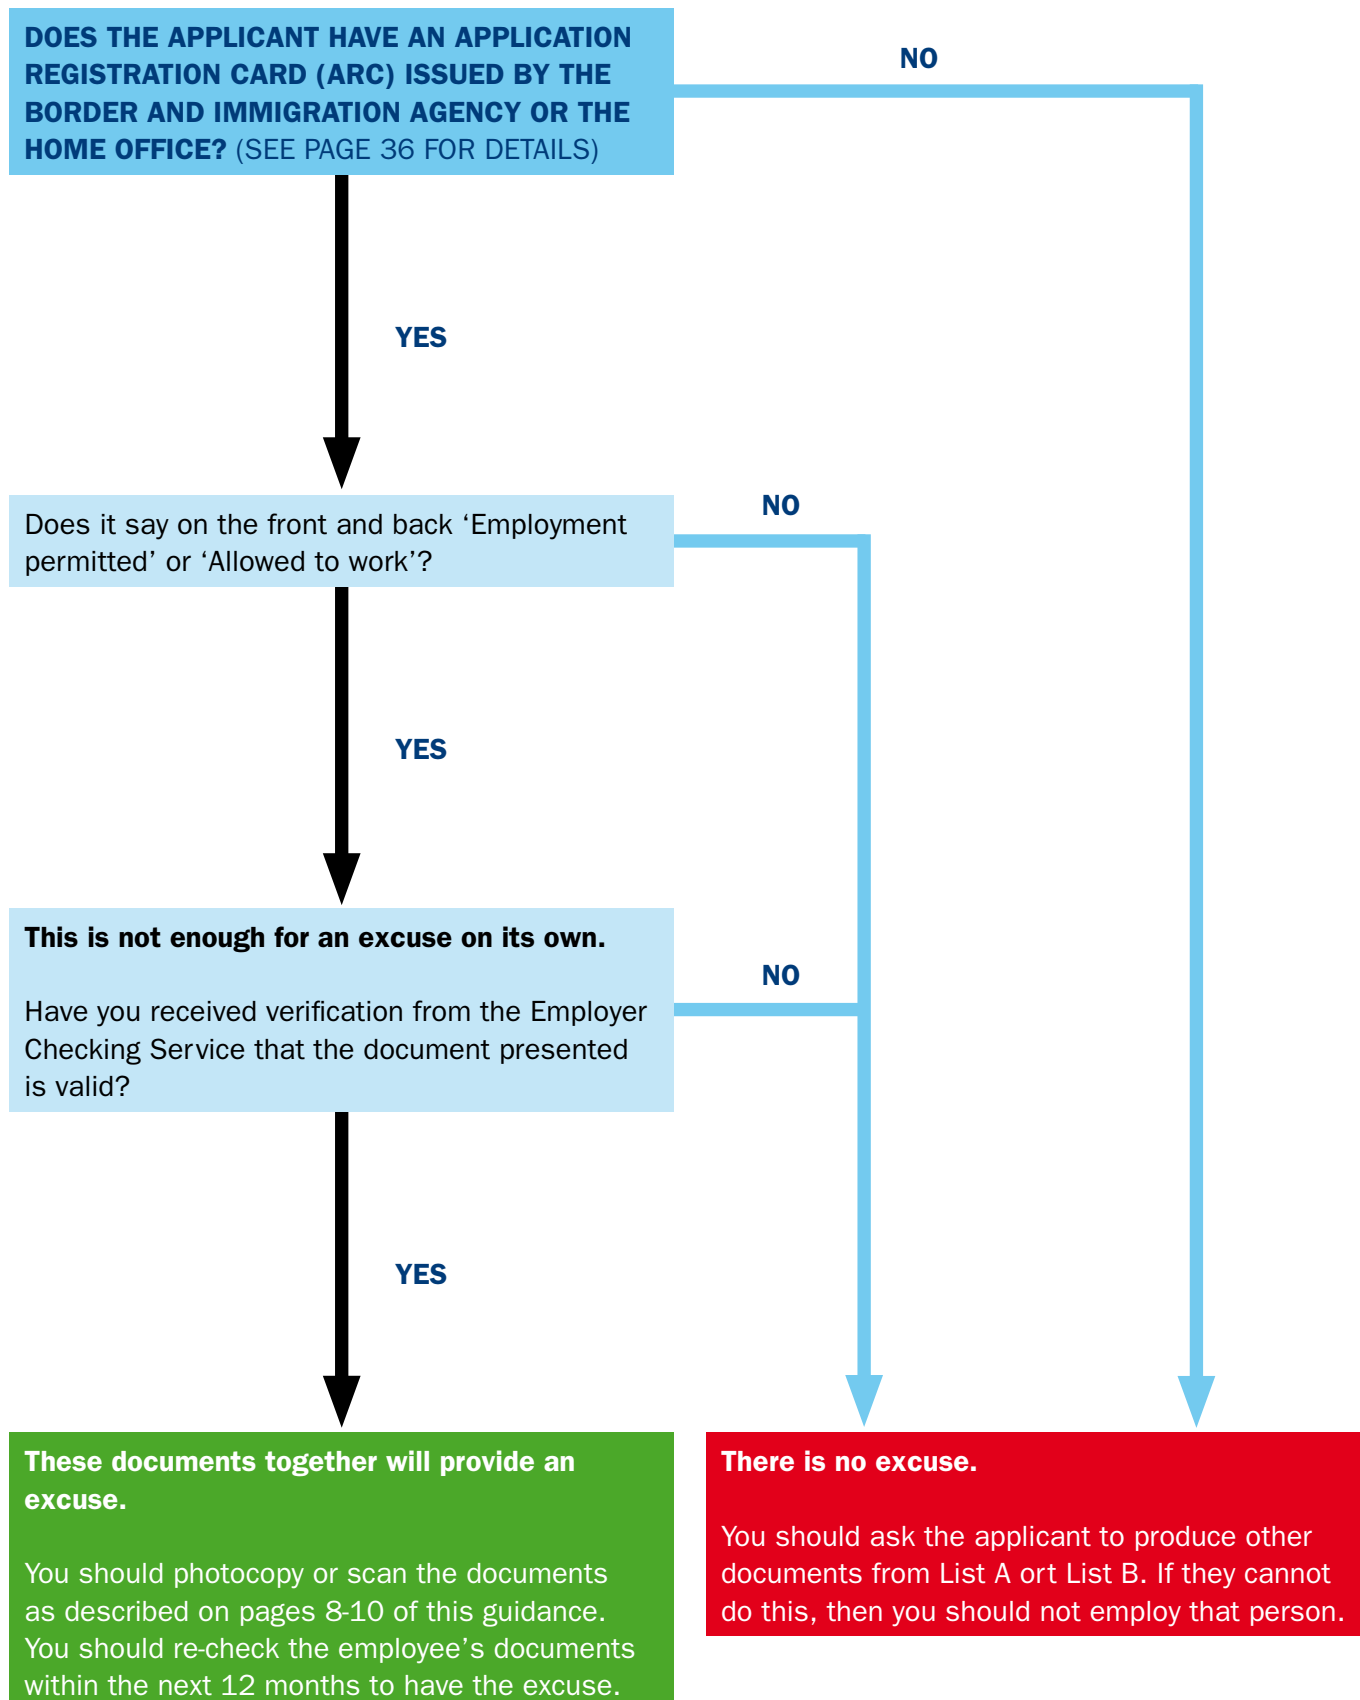 DOES THE APPLICANT HAVE AN APPLICATION
REGISTRATION CARD (ARC) ISSUED BY THE
BORDER AND IMMIGRATION AGENCY OR THE
HOME OFFICE? (SEE PAGE 36 FOR DETAILS)
NO
YES
Does it say on the front and back ‘Employment
permitted’ or ‘Allowed to work’?
NO
YES
This is not enough for an excuse on its own.
Have you received verification from the Employer
Checking Service that the document presented
is valid?
NO
YES
These documents together will provide an
excuse.
You should photocopy or scan the documents
as described on pages 8-10 of this guidance.
You should re-check the employee’s documents
within the next 12 months to have the excuse.
There is no excuse.
You should ask the applicant to produce other
documents from List A ort List B. If they cannot
do this, then you should not employ that person.